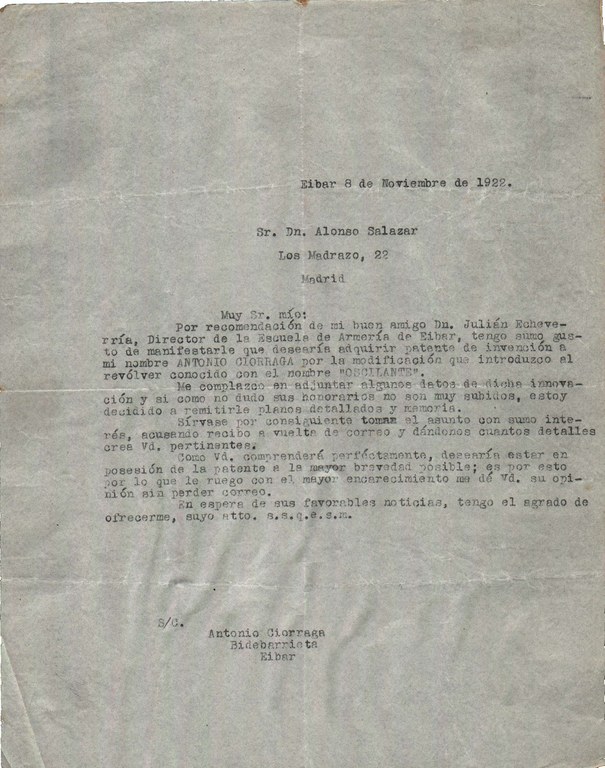 Eibar 8 de Noviembre de 1922.
Sr. Dn. Alonso Salazar
Los Madrazo, 22
Madrid
Muy Sr. mío:
Por recomendación de mi buen amigo Dn. Julián Echeve-
rría, Director de la Escuela de Armería de Eibar, tengo sumo gus-
to de manifestarle que desearía adquirir patente de invención a
mi nombre ANTONIO CIORRAGA por la modificación que introduzco al
revólver conocido con el nombre "OSCILANTE".
Me complazco en adjuntar algunos datos de dicha innova-
ción y si como no dudo sus honorarios no son muy subidos, estoy
decidido a remitirle planos detallados y memoria.
Sírvase por consiguiente tomar el asunto con sumo inte-
rés, acusando recibo a vuelta de correo y dándonos cuantos detalles
crea Vd. pertinentes.
Como Vd. comprenderá perféctamente, desearía estar en
posesión de la patente a la mayor brevedad posible; es por esto
por lo que le ruego con el mayor encarecimiento me dé Vd. su opi-
nión sin perder correo.
En espera de sus favorables noticias, tengo el agrado de
ofrecerme, suyo atto. s.s.q.e.s.m.
S/C.
Antonio Ciorraga
Bidebarrieta
Eibar